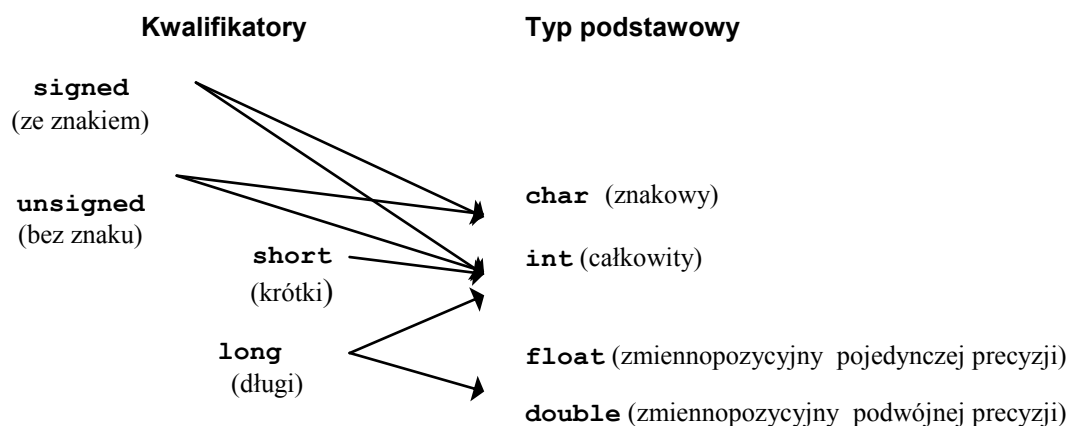 Kwalifikatory Typ podstawowy
signed
(ze znakiem)
char (znakowy)
unsigned
(bez znaku)
short int (całkowity)
(krótki)
long float (zmiennopozycyjny pojedynczej precyzji)
(długi)
double (zmiennopozycyjny podwójnej precyzji)